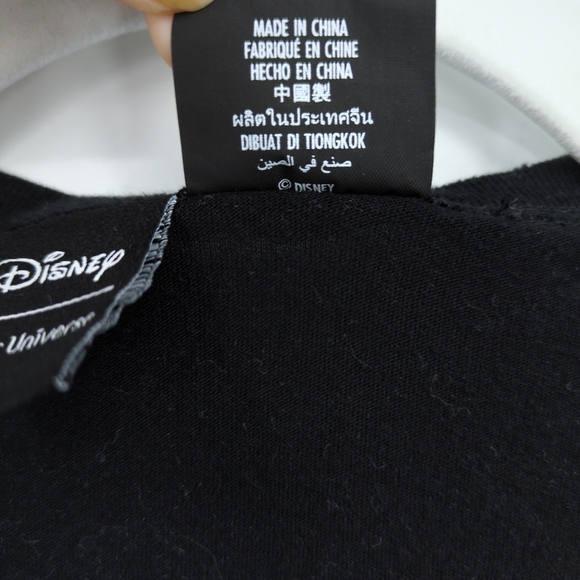 MADE IN CHINA
FABRIQUÉ EN CHINE
HECHO EN CHINA
中國製
ผลิตในประเทศจีน
DIBUAT DI TIONGKOK
صنع في الصين
© DISNEY
DISNEY
Universe